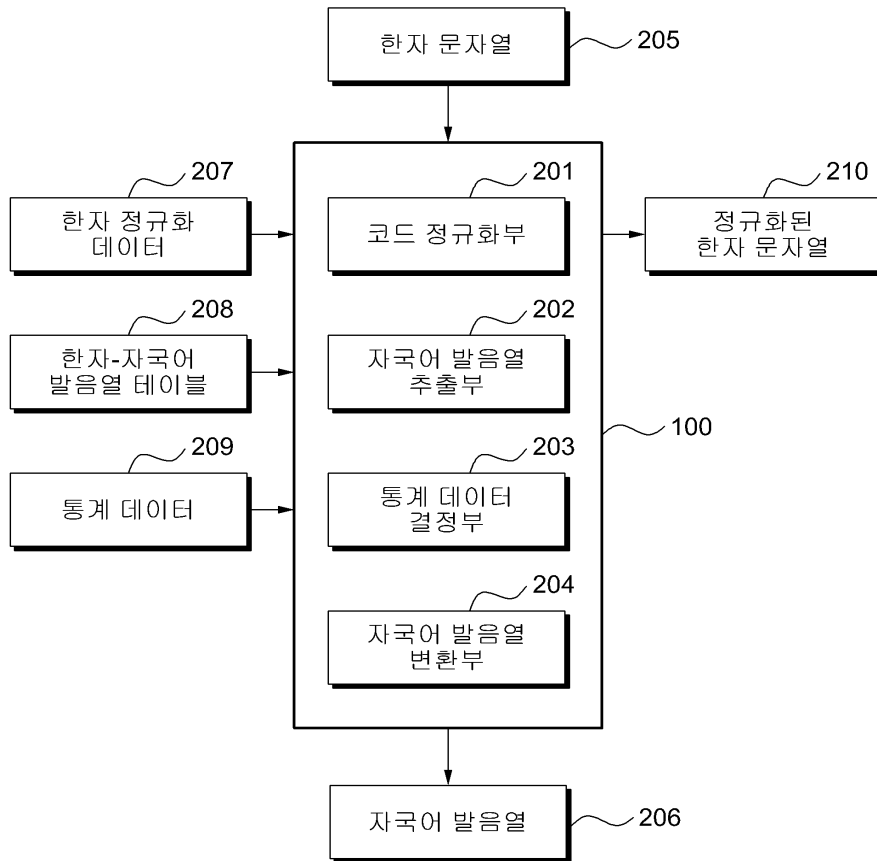 한자 문자열
205
207
한자 정규화
데이터
201
코드 정규화부
210
정규화된
한자 문자열
208
한자-자국어
발음열 테이블
202
자국어 발음열
추출부
100
209
통계 데이터
203
통계 데이터
결정부
204
자국어 발음열
변환부
자국어 발음열
206